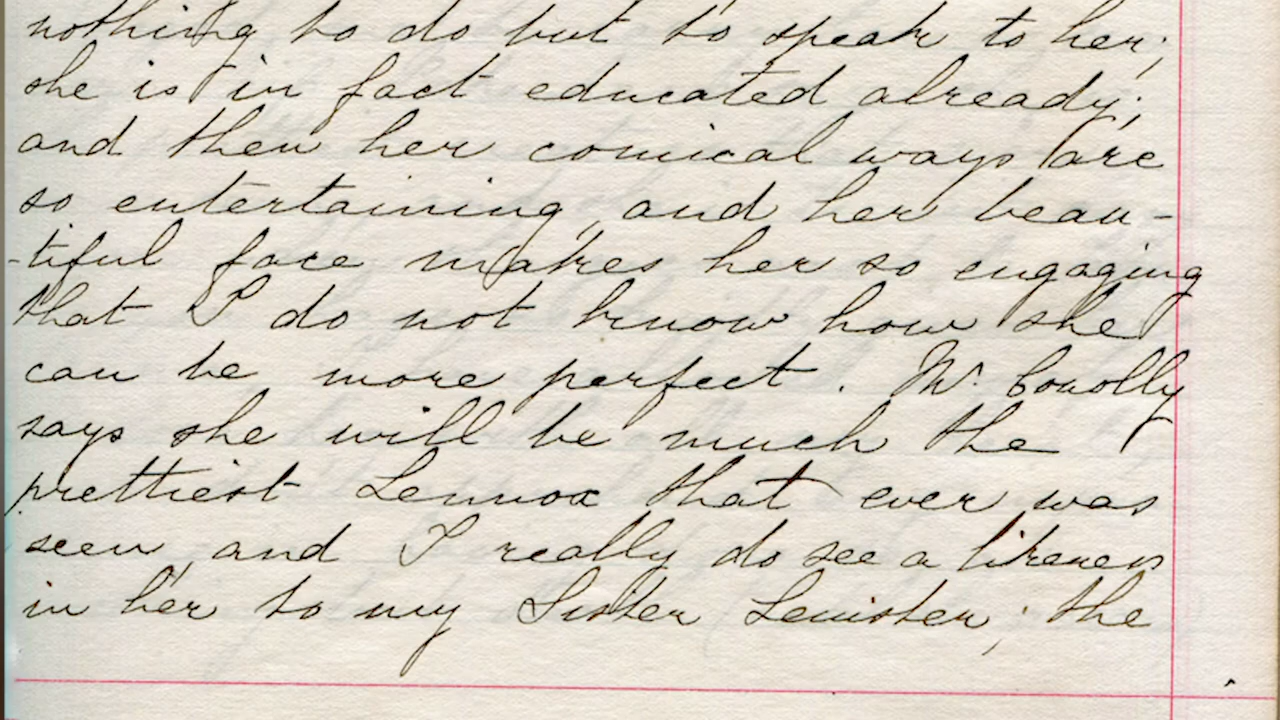 nothing to do but to speak to her;
she is in fact educated already;
and then her comical ways are
so entertaining, and her beau-
-tiful face makes her so engaging
that I do not know how she
can be more perfect. Mr. Conolly
says she will be much the
prettiest Lennox that ever was
seen, and I really do see a likeness
in her to my Sister Leinster; the